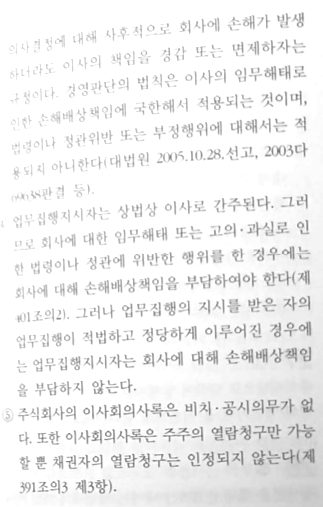 의사결정에 대해 사후적으로 회사에 손해가 발생
하더라도 이사의 책임을 경감 또는 면제하자는
규정이다. 경영판단의 법칙은 이사의 임무해태로
인한 손해배상책임에 국한해서 적용되는 것이며,
법령이나 정관위반 또는 부정행위에 대해서는 적
용되지 아니한다(대법원 2005.10.28.선고, 2003다
69638판결 등).
업무집행지시자는 상법상 이사로 간주된다. 그러
므로 회사에 대한 임무해태 또는 고의·과실로 인
한 법령이나 정관에 위반한 행위를 한 경우에는
회사에 대해 손해배상책임을 부담하여야 한다(제
401조의2). 그러나 업무집행의 지시를 받은 자의
업무집행이 적법하고 정당하게 이루어진 경우에
는 업무집행지시자는 회사에 대해 손해배상책임
을 부담하지 않는다.
⑤ 주식회사의 이사회의사록은 비치·공시의무가 없
다. 또한 이사회의사록은 주주의 열람청구만 가능
할 뿐 채권자의 열람청구는 인정되지 않는다(제
391조의3 제3항).